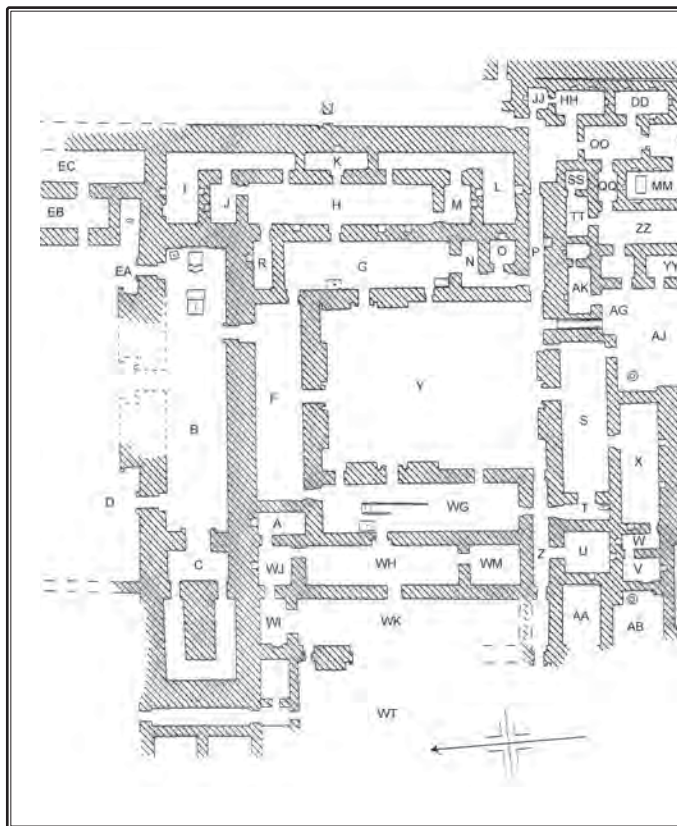 JJ HH DD
OO
EC K
I L SS QQ MM
EB J H M
TT
ZZ
EA R G N O P
YY
AK
AG
AJ
F Y
B S
X
D WG T
A
W
C WJ WH WM Z U
V
WI WK AA AB
WT